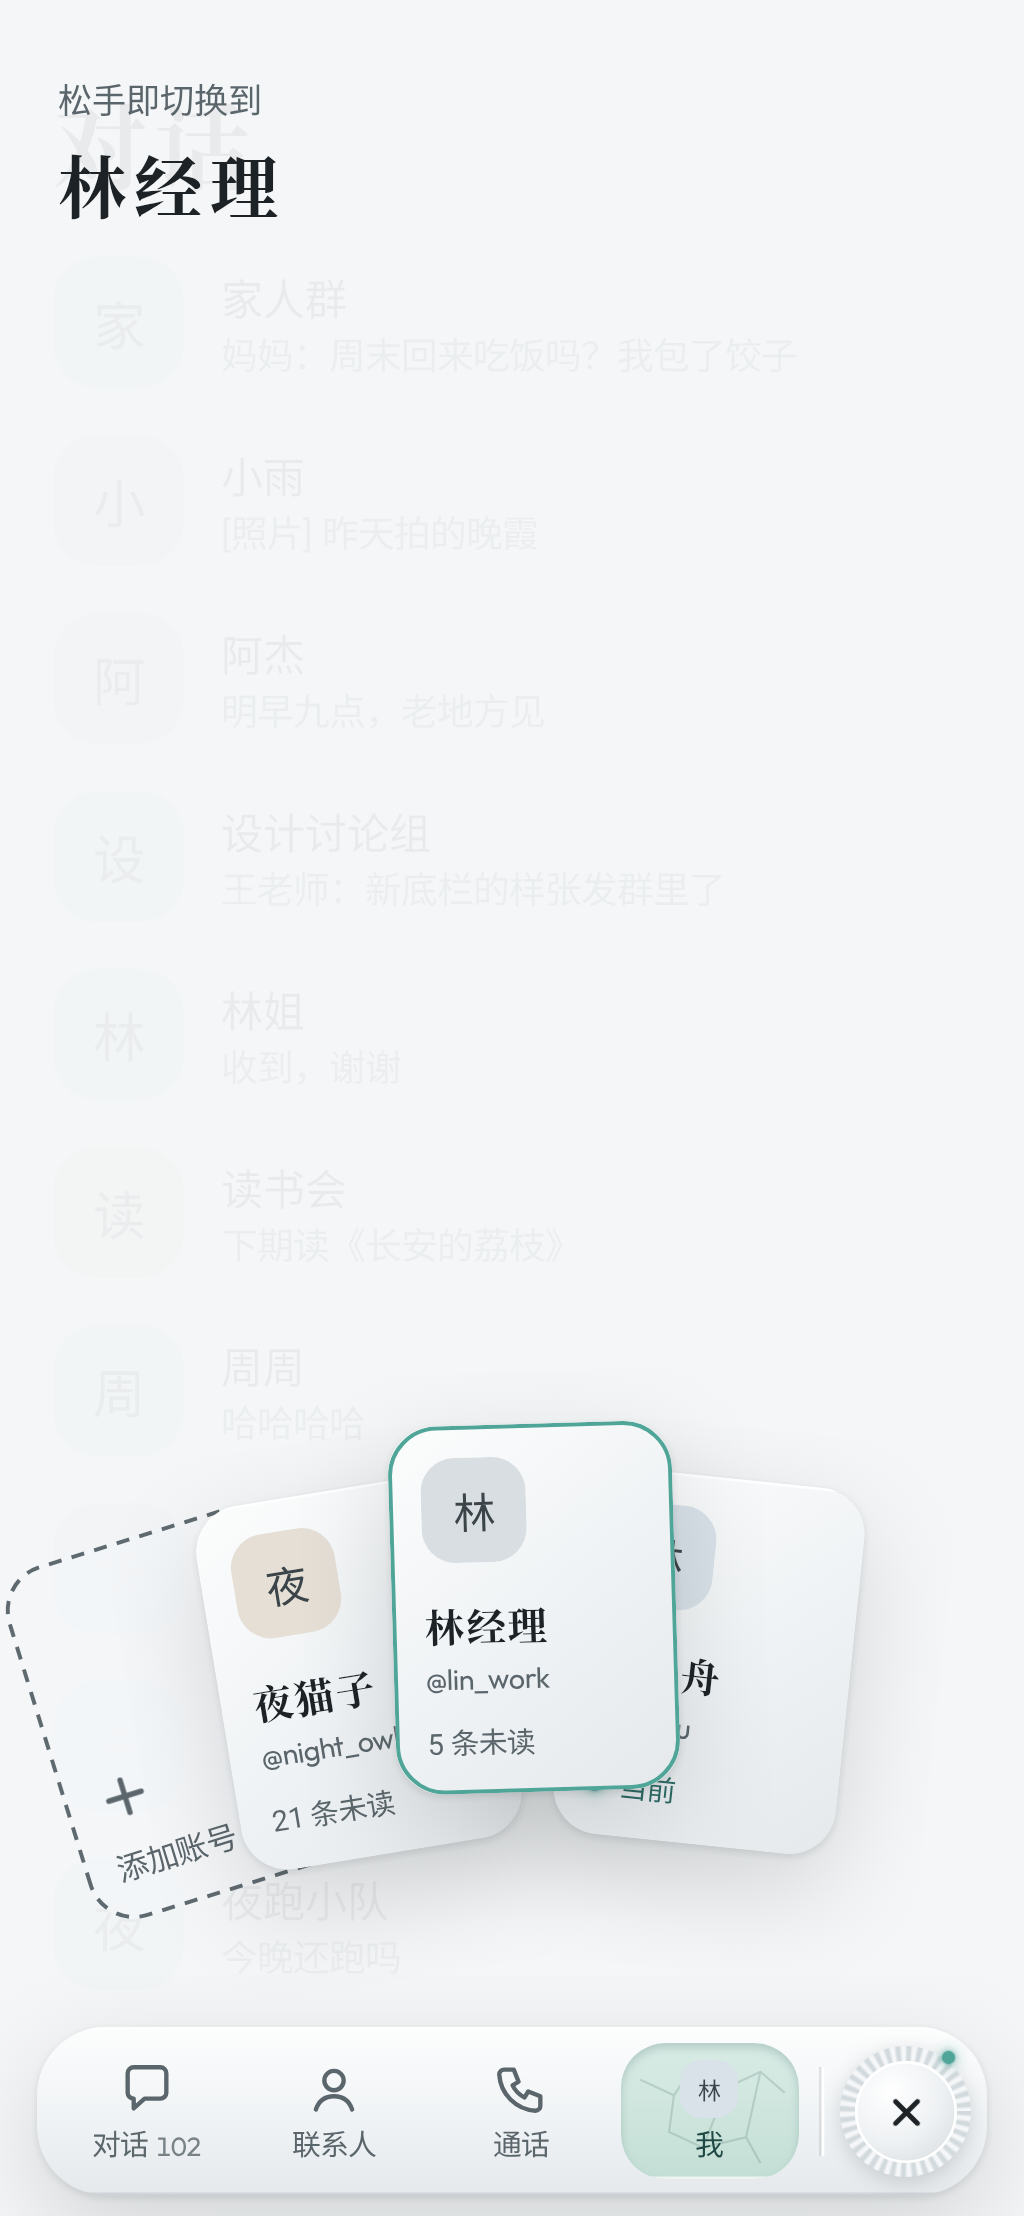 松手即切换到
对话
林经理
家
家人群
妈妈：周末回来吃饭吗？我包了饺子
小
小雨
[照片] 昨天拍的晚霞
阿
阿杰
明早九点，老地方见
设
设计讨论组
王老师：新底栏的样张发群里了
林
林姐
收到，谢谢
读
读书会
下期读《长安的荔枝》
周
周周
哈哈哈哈
林
林经理
@lin_work
5 条未读
夜
夜猫子
@night_owl
21 条未读
舟
u
当前
添加账号
夜
夜跑小队
今晚还跑吗
对话 102
联系人
通话
林
我